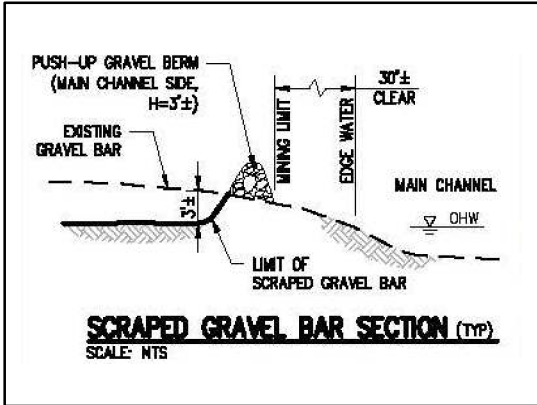 PUSH-UP GRAVEL BERM
(MAIN CHANNEL SIDE,
H=3'±)
30'±
CLEAR
MINING LIMIT
EDGE WATER
EXISTING
GRAVEL BAR
MAIN CHANNEL
OHW
3'±
LIMIT OF
SCRAPED GRAVEL BAR
SCRAPED GRAVEL BAR SECTION (TYP)
SCALE: NTS